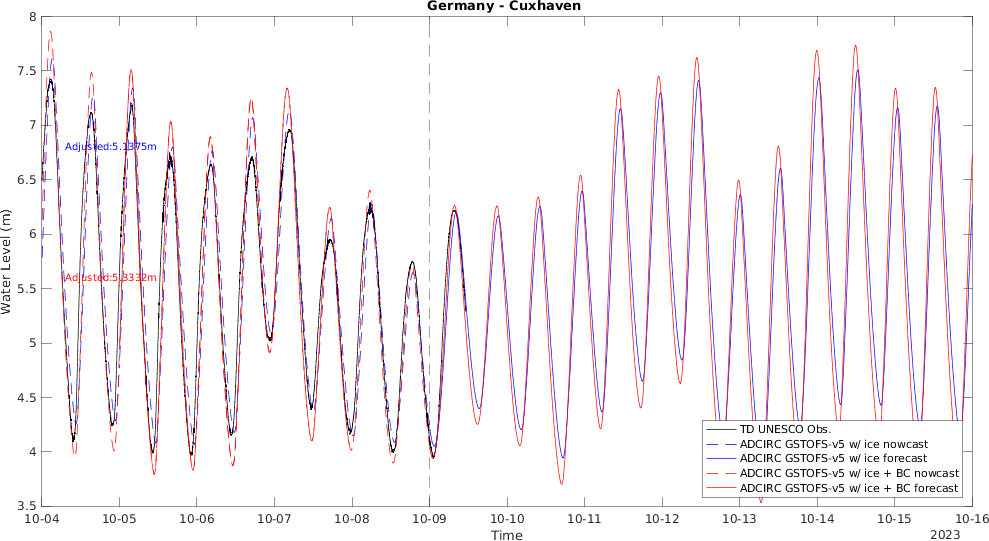 Germany - Cuxhaven
8
7.5
7
6.5
6
5.5
5
4.5
4
3.5
Water Level (m)
Adjusted:5.1375m
Adjusted:5.3332m
TD UNESCO Obs.
ADCIRC GSTOFS-v5 w/ ice nowcast
ADCIRC GSTOFS-v5 w/ ice forecast
ADCIRC GSTOFS-v5 w/ ice + BC nowcast
ADCIRC GSTOFS-v5 w/ ice + BC forecast
10-04 10-05 10-06 10-07 10-08 10-09 10-10 10-11 10-12 10-13 10-14 10-15 10-16
Time
2023